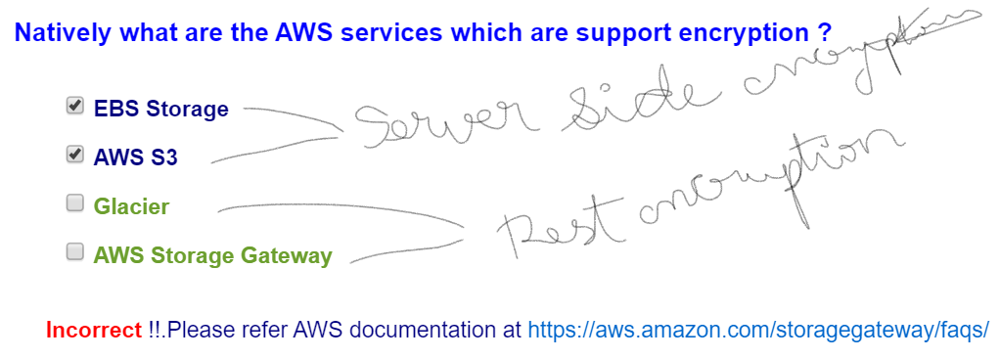 Natively what are the AWS services which are support encryption ?
EBS Storage
AWS S3
Server Side encryption
Glacier
AWS Storage Gateway
Rest encryption
Incorrect !!.Please refer AWS documentation at https://aws.amazon.com/storagegateway/faqs/